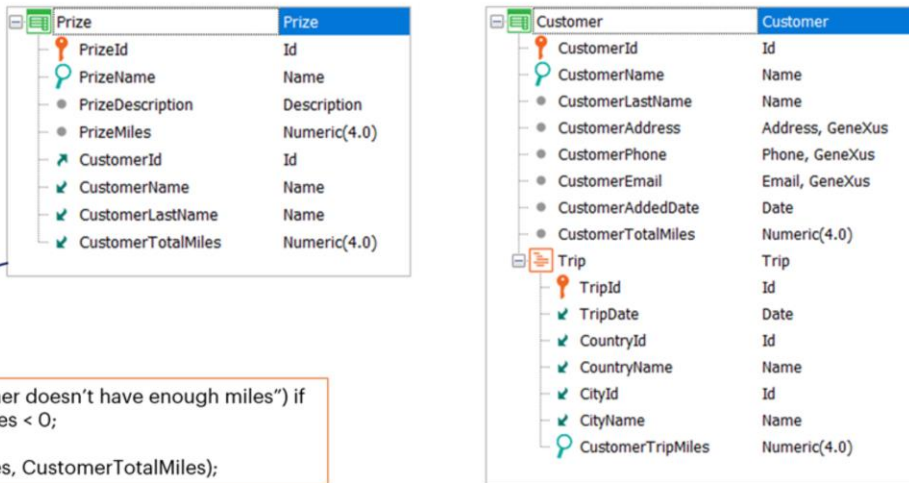 Prize Prize
PrizeId Id
PrizeName Name
PrizeDescription Description
PrizeMiles Numeric(4.0)
CustomerId Id
CustomerName Name
CustomerLastName Name
CustomerTotalMiles Numeric(4.0)
Customer Customer
CustomerId Id
CustomerName Name
CustomerLastName Name
CustomerAddress Address, GeneXus
CustomerPhone Phone, GeneXus
CustomerEmail Email, GeneXus
CustomerAddedDate Date
CustomerTotalMiles Numeric(4.0)
Trip Trip
TripId Id
TripDate Date
CountryId Id
CountryName Name
CityId Id
CityName Name
CustomerTripMiles Numeric(4.0)
er doesn’t have enough miles”) if
es < 0;
s, CustomerTotalMiles);